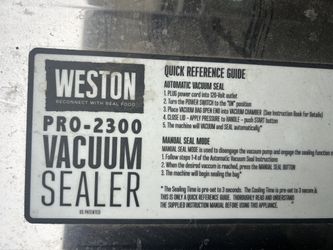 WESTON
RECONNECT WITH REAL FOOD
PRO-2300
VACUUM
SEALER
US PATENTED
QUICK REFERENCE GUIDE
AUTOMATIC VACUUM SEAL
1. PLUG power cord into 120-Volt outlet
2. Turn the POWER SWITCH to the "ON" position
3. Place VACUUM BAG OPEN END into VACUUM CHAMBER (See Instruction Book for Details)
4. CLOSE LID - APPLY PRESSURE to HANDLE - push START button
5. The machine will VACUUM and SEAL automatically*
MANUAL SEAL MODE
MANUAL SEAL MODE is used to disengage the vacuum pump and engage the sealing function
1. Follow steps 1-4 of the Automatic Vacuum Seal Instructions
2. When the desired vacuum is reached, press the MANUAL SEAL BUTTON
3. The machine will begin sealing the bag*
* The Sealing Time is pre-set to 3 seconds. The Cooling Time is pre-set to 3 seconds
IS ONLY A QUICK REFERENCE GUIDE. THOROUGHLY READ AND UNDERSTAND
THE SUPPLIED INSTRUCTION MANUAL BEFORE USING THIS APPLIANCE.